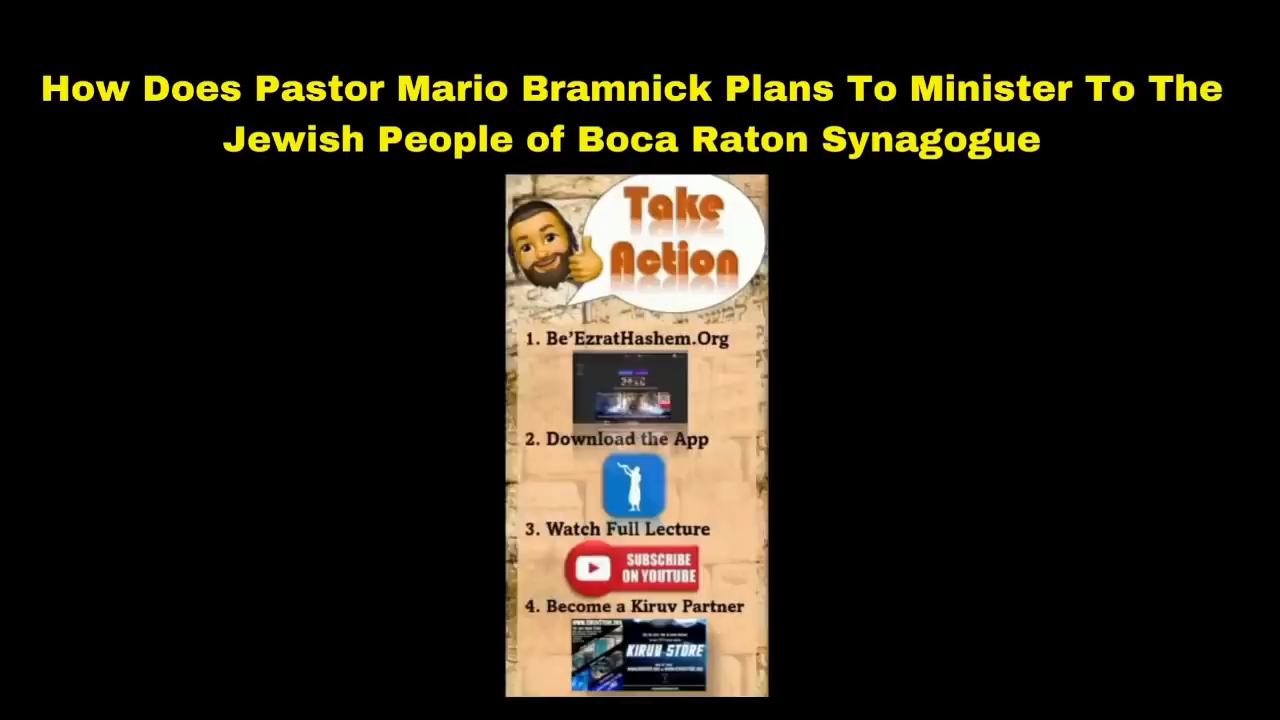 How Does Pastor Mario Bramnick Plans To Minister To The
Jewish People of Boca Raton Synagogue
Take
Action
1. Be'EzratHashem.Org
2. Download the App
3. Watch Full Lecture
SUBSCRIBE
ON YOUTUBE
4. Become a Kiruv Partner
KIRUV STORE